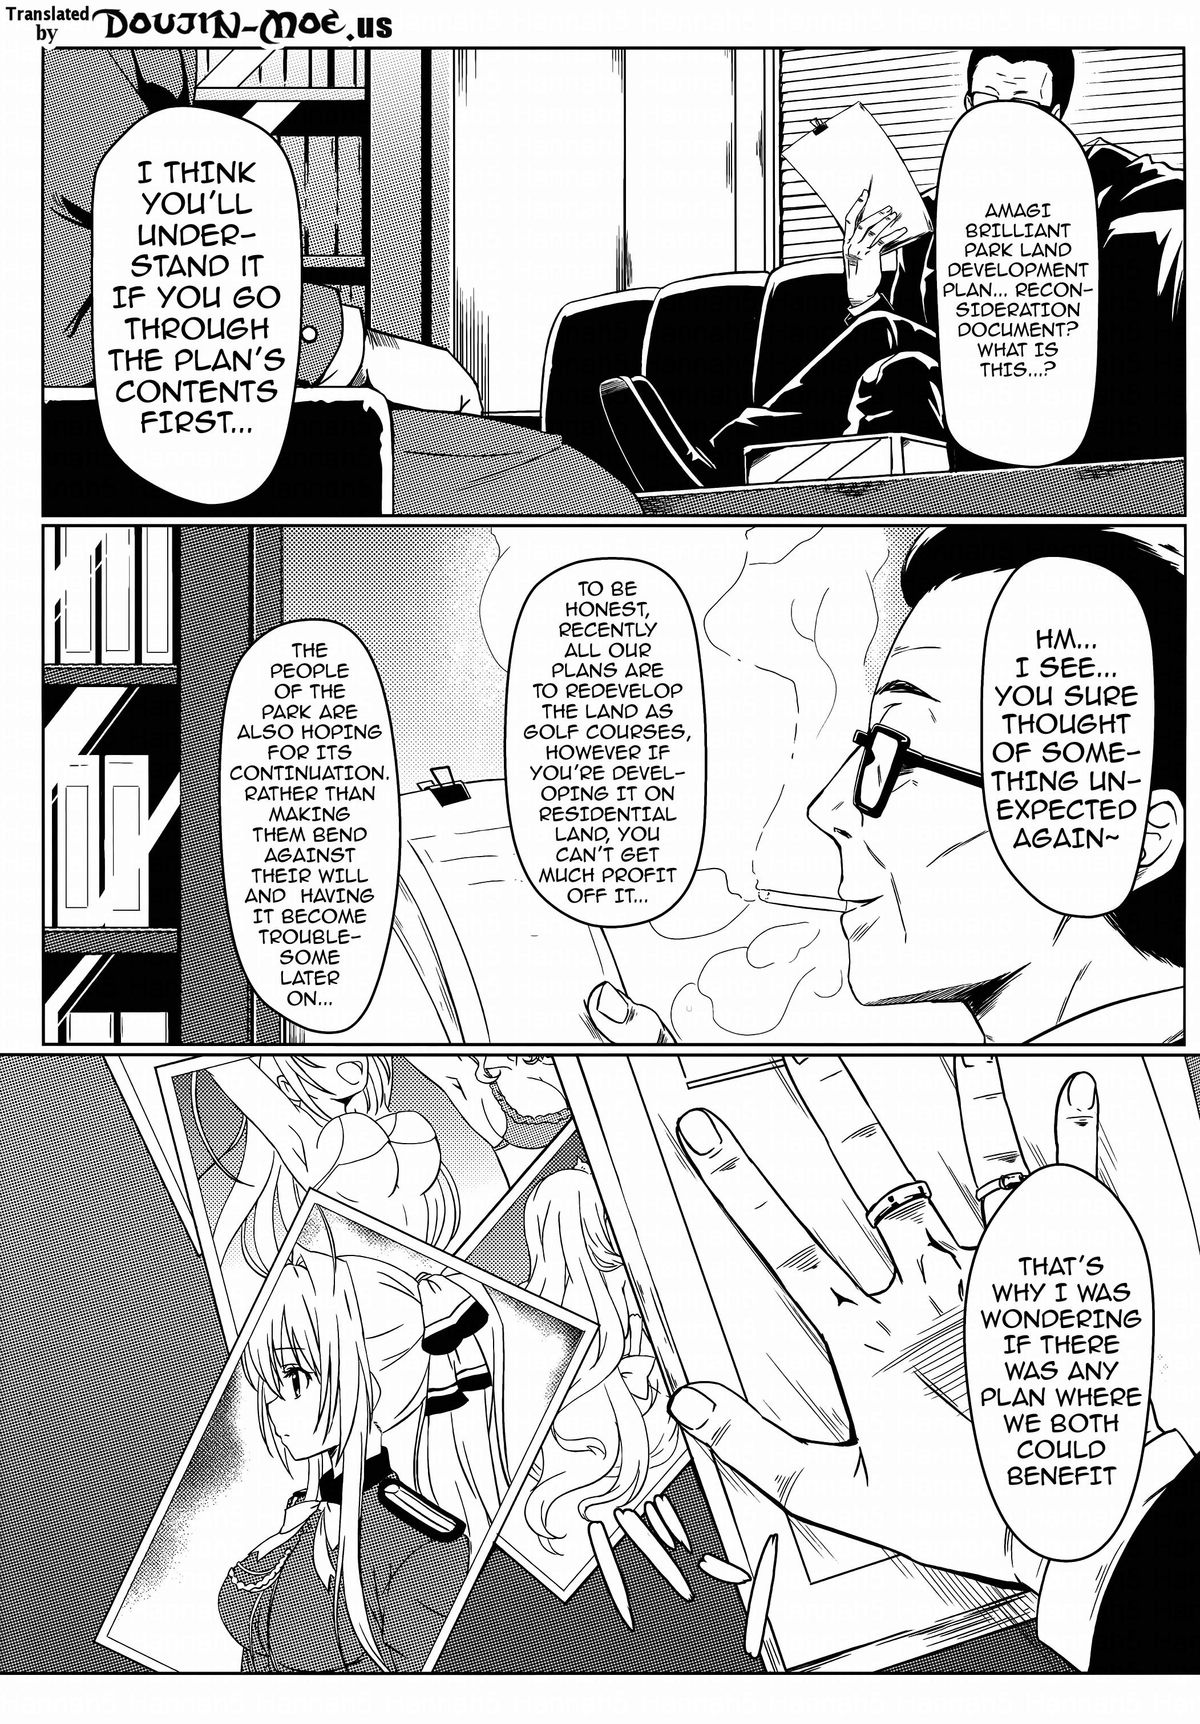 Translated
by DOUJIN-MOE.us
AMAGI
BRILLIANT
PARK LAND
DEVELOPMENT
PLAN... RECON-
SIDERATION
DOCUMENT?
WHAT IS
THIS...?
I THINK
YOU'LL
UNDER-
STAND IT
IF YOU GO
THROUGH
THE PLAN'S
CONTENTS
FIRST...
HM...
I SEE...
YOU SURE
THOUGHT
OF SOME-
THING UN-
EXPECTED
AGAIN~
TO BE
HONEST,
RECENTLY
ALL OUR
PLANS ARE
TO REDEVELOP
THE LAND AS
GOLF COURSES,
HOWEVER IF
YOU'RE DEVEL-
OPING IT ON
RESIDENTIAL
LAND, YOU
CAN'T GET
MUCH PROFIT
OFF IT...
THE
PEOPLE
OF THE
PARK ARE
ALSO HOPING
FOR ITS
CONTINUATION.
RATHER THAN
MAKING
THEM BEND
AGAINST
THEIR WILL
AND HAVING
IT BECOME
TROUBLE-
SOME
LATER
ON...
THAT'S
WHY I WAS
WONDERING
IF THERE
WAS ANY
PLAN WHERE
WE BOTH
COULD
BENEFIT